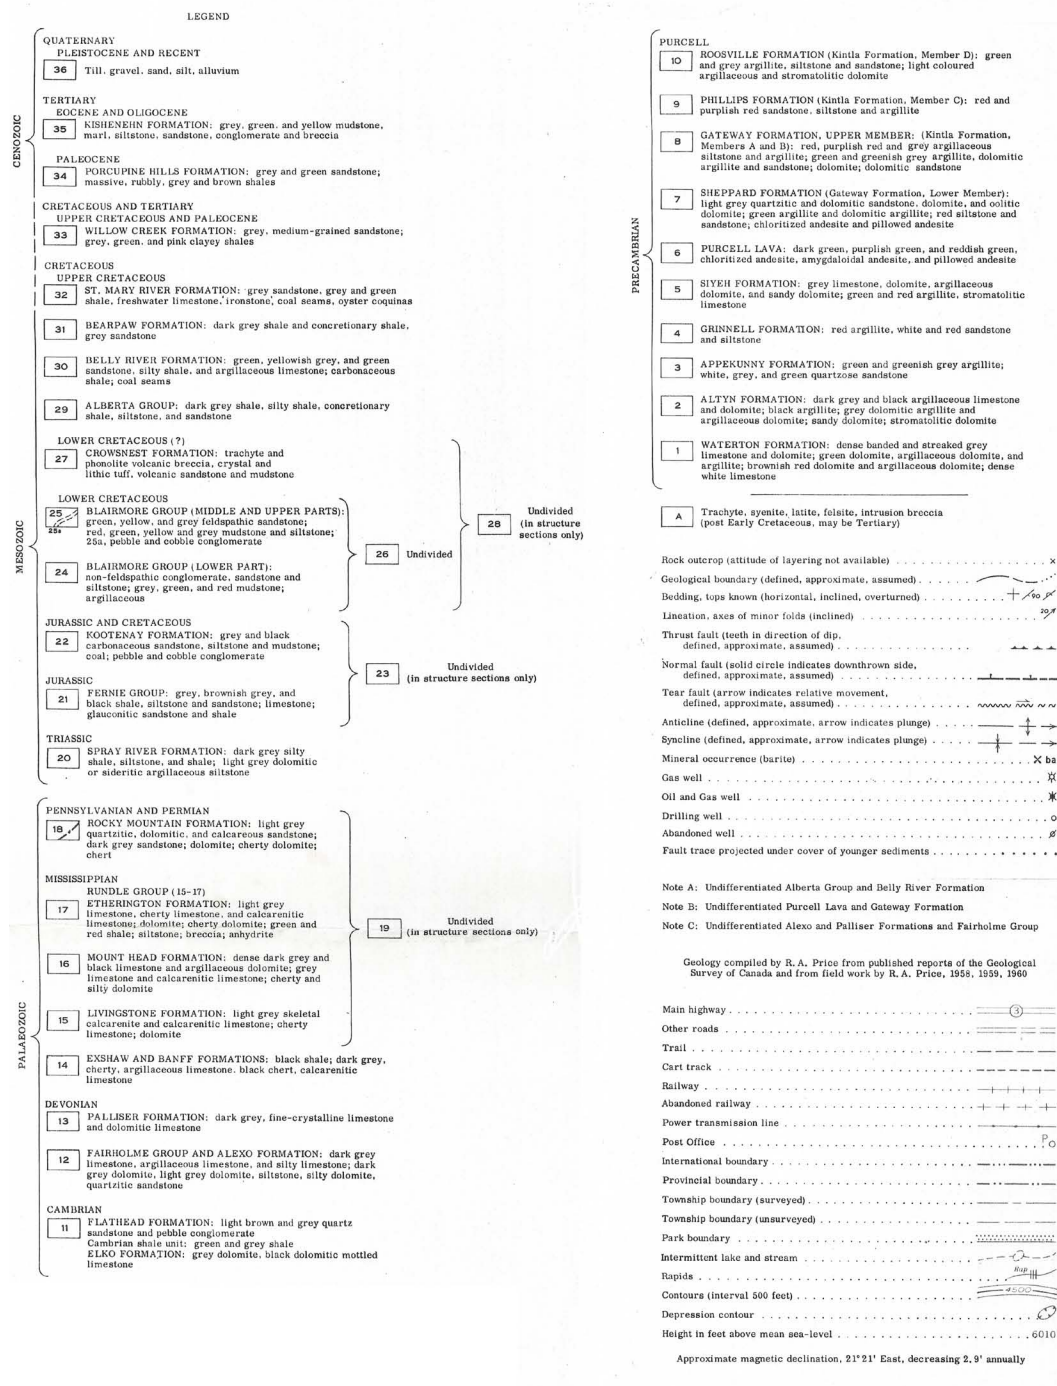 LEGEND
CENOZOIC
QUATERNARY
PLEISTOCENE AND RECENT
36 Till, gravel, sand, silt, alluvium
TERTIARY
EOCENE AND OLIGOCENE
35 KISHENEHN FORMATION: grey, green, and yellow mudstone,
marl, siltstone, sandstone, conglomerate and breccia
PALEOCENE
34 PORCUPINE HILLS FORMATION: grey and green sandstone;
massive, rubbly, grey and brown shales
CRETACEOUS AND TERTIARY
UPPER CRETACEOUS AND PALEOCENE
33 WILLOW CREEK FORMATION: grey, medium-grained sandstone;
grey, green, and pink clayey shales
MESOZOIC
CRETACEOUS
UPPER CRETACEOUS
32 ST. MARY RIVER FORMATION: grey sandstone, grey and green
shale, freshwater limestone, ironstone, coal seams, oyster coquinas
31 BEARPAW FORMATION: dark grey shale and concretionary shale,
grey sandstone
30 BELLY RIVER FORMATION: green, yellowish grey, and green
sandstone, silty shale, and argillaceous limestone; carbonaceous
shale; coal seams
29 ALBERTA GROUP: dark grey shale, silty shale, concretionary
shale, siltstone, and sandstone
LOWER CRETACEOUS (?)
27 CROWSNEST FORMATION: trachyte and
phonolite volcanic breccia, crystal and
lithic tuff, volcanic sandstone and mudstone
LOWER CRETACEOUS
25 25a BLAIRMORE GROUP (MIDDLE AND UPPER PARTS):
green, yellow, and grey feldspathic sandstone;
red, green, yellow and grey mudstone and siltstone;
25a, pebble and cobble conglomerate
24 BLAIRMORE GROUP (LOWER PART):
non-feldspathic conglomerate, sandstone and
siltstone; grey, green, and red mudstone;
argillaceous
26 Undivided
28 Undivided
(in structure
sections only)
JURASSIC AND CRETACEOUS
22 KOOTENAY FORMATION: grey and black
carbonaceous sandstone, siltstone and mudstone;
coal; pebble and cobble conglomerate
JURASSIC
21 FERNIE GROUP: grey, brownish grey, and
black shale, siltstone and sandstone; limestone;
glauconitic sandstone and shale
23 Undivided
(in structure sections only)
TRIASSIC
20 SPRAY RIVER FORMATION: dark grey silty
shale, siltstone, and shale; light grey dolomitic
or sideritic argillaceous siltstone
PALAEOZOIC
PENNSYLVANIAN AND PERMIAN
18 ROCKY MOUNTAIN FORMATION: light grey
quartzitic, dolomitic, and calcareous sandstone;
dark grey sandstone; dolomite; cherty dolomite;
chert
MISSISSIPPIAN
RUNDLE GROUP (15-17)
17 ETHERINGTON FORMATION: light grey
limestone, cherty limestone, and calcarenitic
limestone; dolomite; cherty dolomite; green and
red shale; siltstone; breccia; anhydrite
16 MOUNT HEAD FORMATION: dense dark grey and
black limestone and argillaceous dolomite; grey
limestone and calcarenitic limestone; cherty and
silty dolomite
15 LIVINGSTONE FORMATION: light grey skeletal
calcarenite and calcarenitic limestone; cherty
limestone; dolomite
19 Undivided
(in structure sections only)
14 EXSHAW AND BANFF FORMATIONS: black shale; dark grey,
cherty, argillaceous limestone, black chert, calcarenitic
limestone
DEVONIAN
13 PALLISER FORMATION: dark grey, fine-crystalline limestone
and dolomitic limestone
12 FAIRHOLME GROUP AND ALEXO FORMATION: dark grey
limestone, argillaceous limestone, and silty limestone; dark
grey dolomite, light grey dolomite, siltstone, silty dolomite,
quartzitic sandstone
CAMBRIAN
11 FLATHEAD FORMATION: light brown and grey quartz
sandstone and pebble conglomerate
Cambrian shale unit: green and grey shale
ELKO FORMATION: grey dolomite, black dolomitic mottled
limestone
PRECAMBRIAN
PURCELL
10 ROOSVILLE FORMATION (Kintla Formation, Member D): green
and grey argillite, siltstone and sandstone; light coloured
argillaceous and stromatolitic dolomite
9 PHILLIPS FORMATION (Kintla Formation, Member C): red and
purplish red sandstone, siltstone and argillite
8 GATEWAY FORMATION, UPPER MEMBER: (Kintla Formation,
Members A and B): red, purplish red and grey argillaceous
siltstone and argillite; green and greenish grey argillite, dolomitic
argillite and sandstone; dolomite; dolomitic sandstone
7 SHEPPARD FORMATION (Gateway Formation, Lower Member):
light grey quartzitic and dolomitic sandstone, dolomite, and oolitic
dolomite; green argillite and dolomitic argillite; red siltstone and
sandstone; chloritized andesite and pillowed andesite
6 PURCELL LAVA: dark green, purplish green, and reddish green,
chloritized andesite, amygdaloidal andesite, and pillowed andesite
5 SIYEH FORMATION: grey limestone, dolomite, argillaceous
dolomite, and sandy dolomite; green and red argillite, stromatolitic
limestone
4 GRINNELL FORMATION: red argillite, white and red sandstone
and siltstone
3 APPEKUNNY FORMATION: green and greenish grey argillite;
white, grey, and green quartzose sandstone
2 ALTYN FORMATION: dark grey and black argillaceous limestone
and dolomite; black argillite; grey dolomitic argillite and
argillaceous dolomite; sandy dolomite; stromatolitic dolomite
1 WATERTON FORMATION: dense banded and streaked grey
limestone and dolomite; green dolomite, argillaceous dolomite, and
argillite; brownish red dolomite and argillaceous dolomite; dense
white limestone
A Trachyte, syenite, latite, felsite, intrusion breccia
(post Early Cretaceous, may be Tertiary)
Rock outcrop (attitude of layering not available) x
Geological boundary (defined, approximate, assumed)
Bedding, tops known (horizontal, inclined, overturned) 90
Lineation, axes of minor folds (inclined) 20
Thrust fault (teeth in direction of dip,
defined, approximate, assumed)
Normal fault (solid circle indicates downthrown side,
defined, approximate, assumed)
Tear fault (arrow indicates relative movement,
defined, approximate, assumed)
Anticline (defined, approximate, arrow indicates plunge)
Syncline (defined, approximate, arrow indicates plunge)
Mineral occurrence (barite) X ba
Gas well
Oil and Gas well
Drilling well
Abandoned well
Fault trace projected under cover of younger sediments
Note A: Undifferentiated Alberta Group and Belly River Formation
Note B: Undifferentiated Purcell Lava and Gateway Formation
Note C: Undifferentiated Alexo and Palliser Formations and Fairholme Group
Geology compiled by R. A. Price from published reports of the Geological
Survey of Canada and from field work by R. A. Price, 1958, 1959, 1960
Main highway 3
Other roads
Trail
Cart track
Railway
Abandoned railway
Power transmission line
Post Office P
International boundary
Provincial boundary
Township boundary (surveyed)
Township boundary (unsurveyed)
Park boundary
Intermittent lake and stream
Rapids Rap
Contours (interval 500 feet) 4500
Depression contour
Height in feet above mean sea-level 6010
Approximate magnetic declination, 21° 21' East, decreasing 2.9' annually